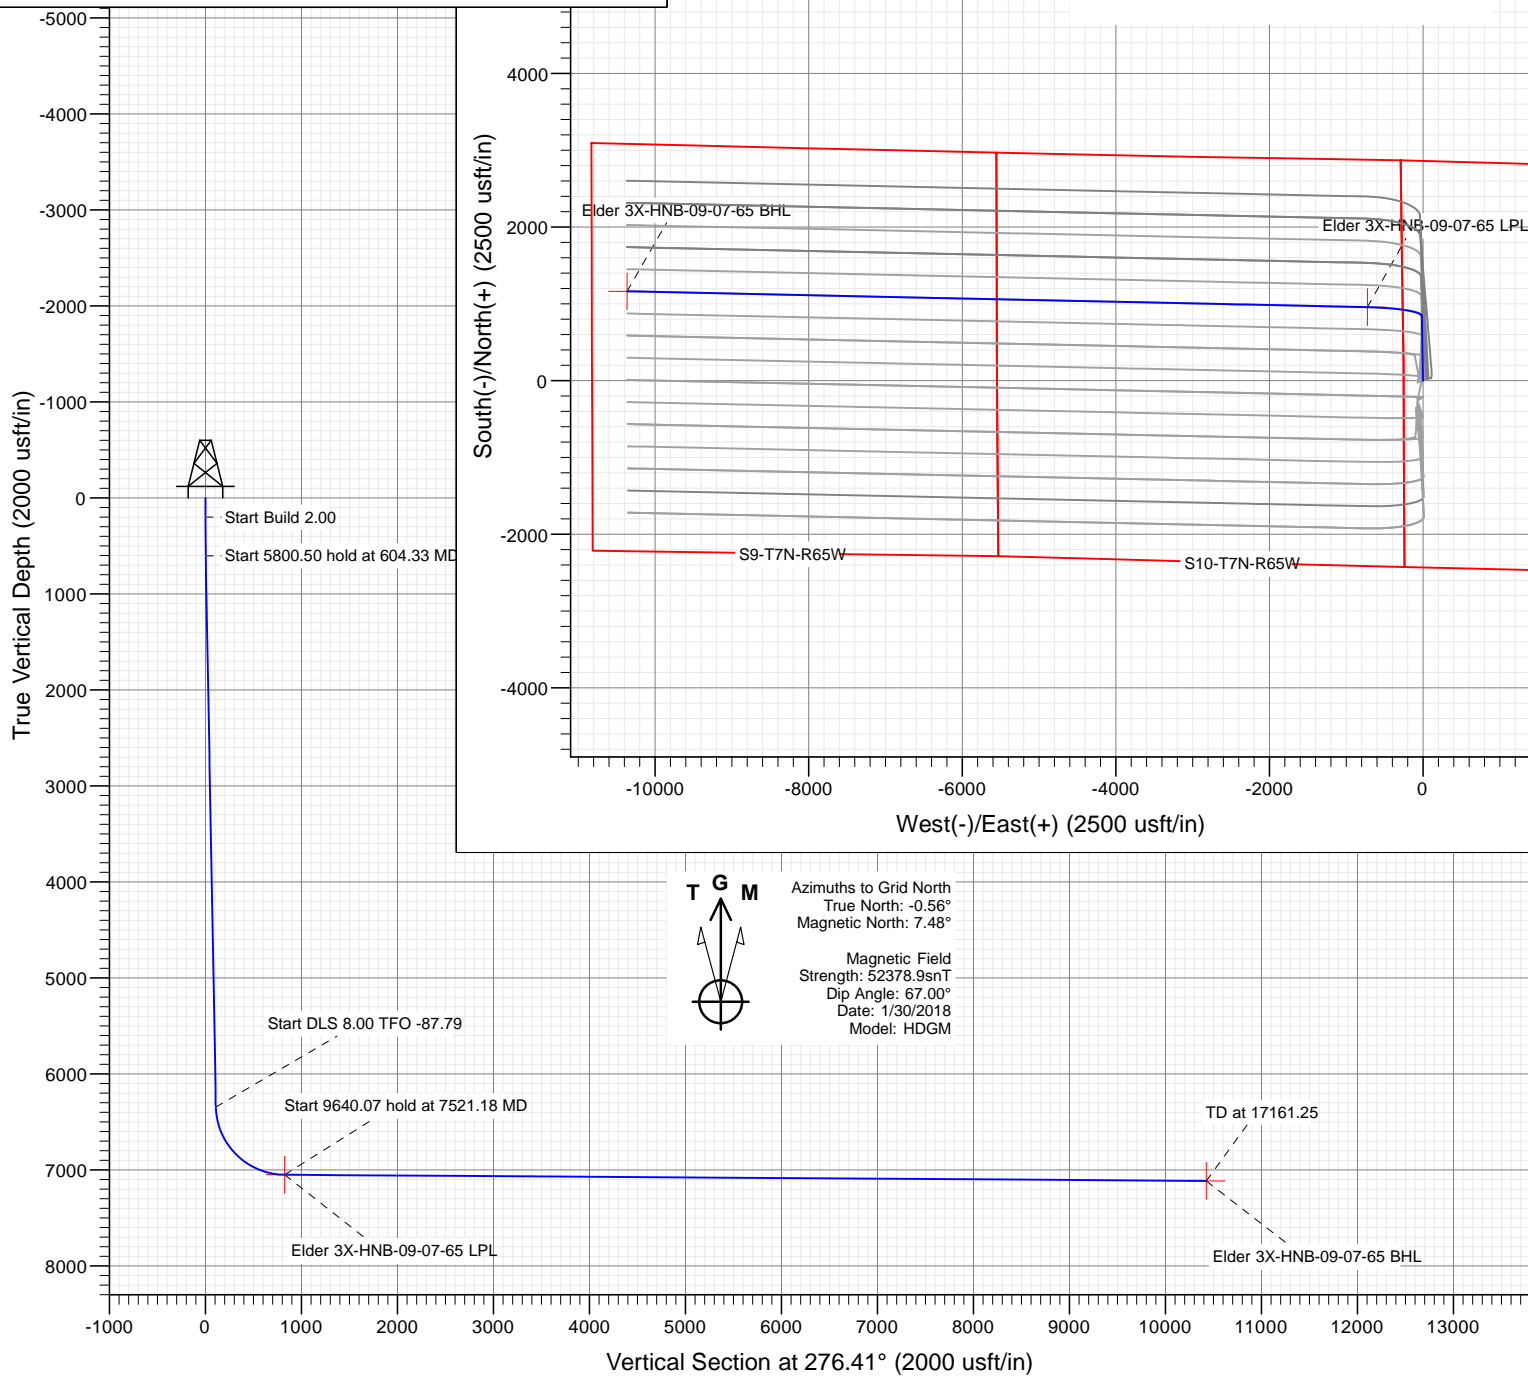 -5000
-4000
-3000
-2000
-1000
0
1000
2000
3000
4000
5000
6000
7000
8000
True Vertical Depth (2000 usft/in)
-1000 0 1000 2000 3000 4000 5000 6000 7000 8000 9000 10000 11000 12000 13000
Vertical Section at 276.41° (2000 usft/in)
Start Build 2.00
Start 5800.50 hold at 604.33 MD
Start DLS 8.00 TFO -87.79
Start 9640.07 hold at 7521.18 MD
Elder 3X-HNB-09-07-65 LPL
TD at 17161.25
Elder 3X-HNB-09-07-65 BHL
4000
2000
0
-2000
-4000
South(-)/North(+) (2500 usft/in)
-10000 -8000 -6000 -4000 -2000 0
West(-)/East(+) (2500 usft/in)
Elder 3X-HNB-09-07-65 BHL
Elder 3X-HNB-09-07-65 LPL
S9-T7N-R65W
S10-T7N-R65W
T G M
Azimuths to Grid North
True North: -0.56°
Magnetic North: 7.48°
Magnetic Field
Strength: 52378.9snT
Dip Angle: 67.00°
Date: 1/30/2018
Model: HDGM